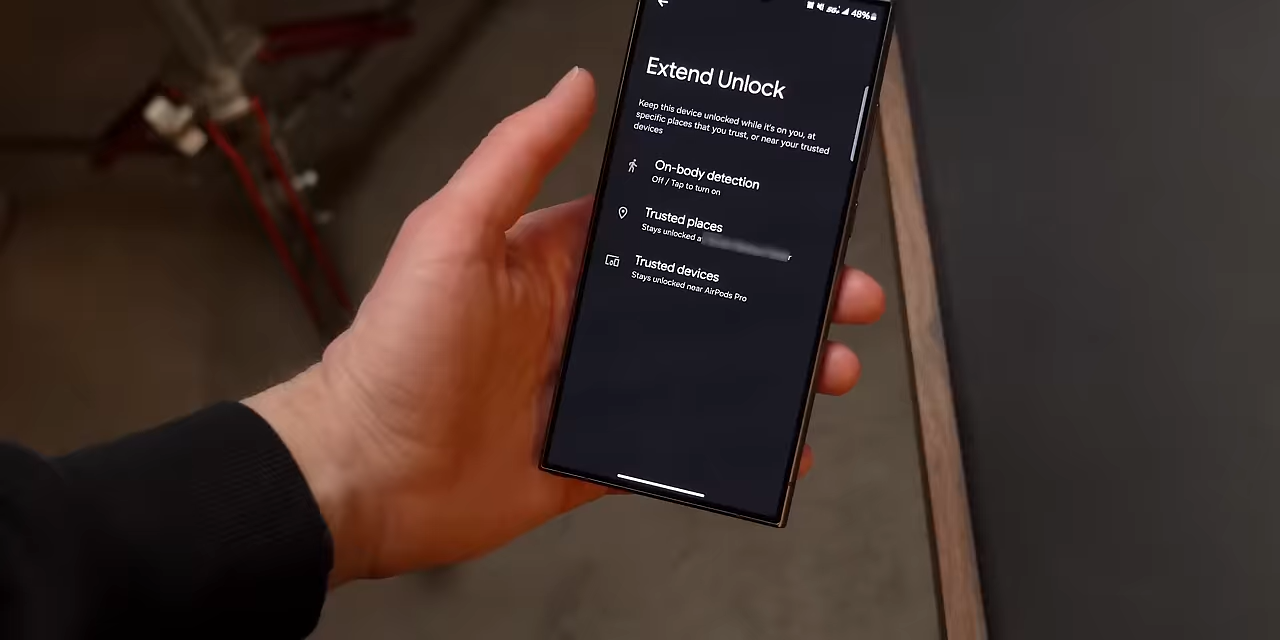 5G 48%
Extend Unlock
Keep this device unlocked while it's on you, at
specific places that you trust, or near your trusted
devices
On-body detection
Off / Tap to turn on
Trusted places
Stays unlocked a
Trusted devices
Stays unlocked near AirPods Pro